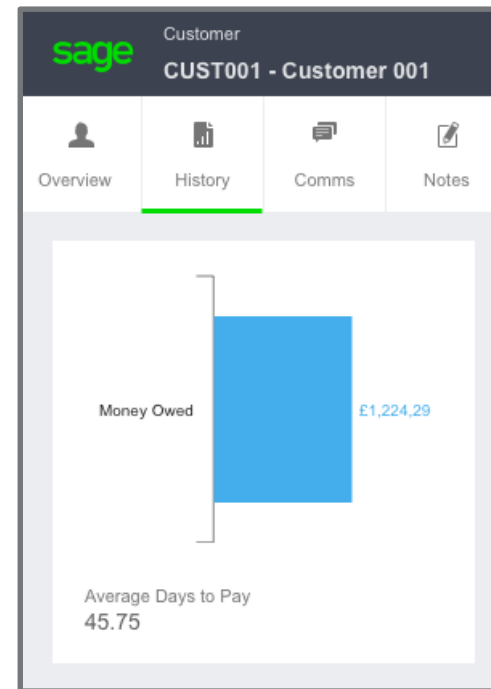 sage
Customer
CUST001 - Customer 001
Overview
History
Comms
Notes
Money Owed
£1,224,29
Average Days to Pay
45.75